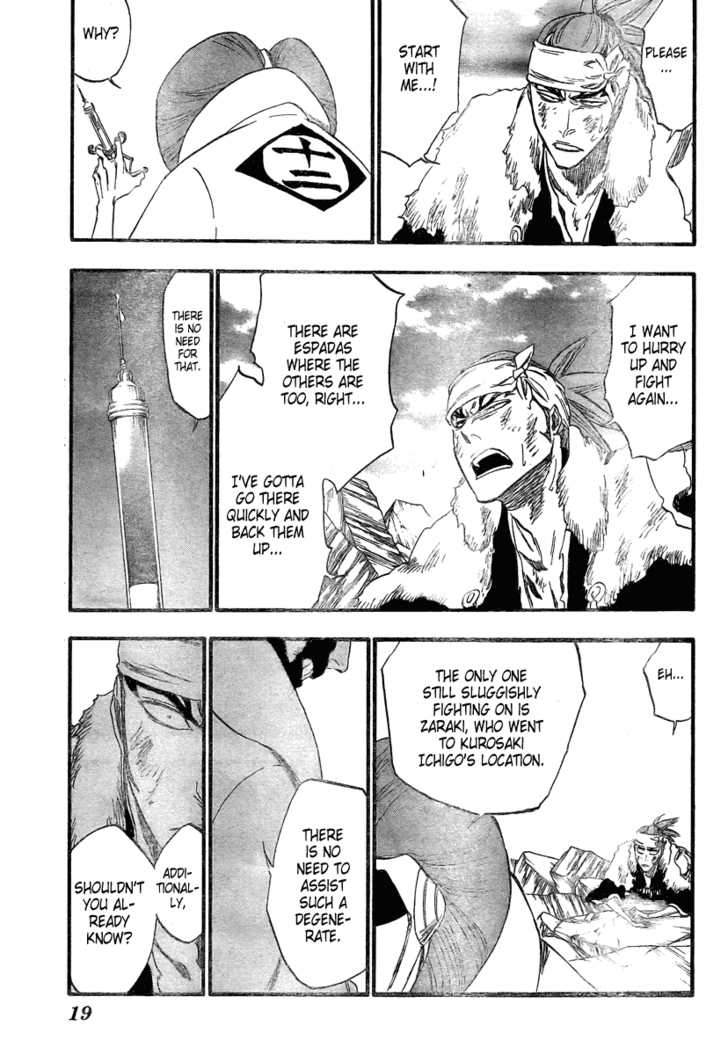 PLEASE
...
START
WITH
ME...!
WHY?
十二
I WANT
TO HURRY
UP AND
FIGHT
AGAIN...
THERE ARE
ESPADAS
WHERE THE
OTHERS ARE
TOO, RIGHT...
I'VE GOTTA
GO THERE
QUICKLY AND
BACK THEM
UP...
THERE
IS NO
NEED
FOR
THAT.
EH...
THE ONLY ONE
STILL SLUGGISHLY
FIGHTING ON IS
ZARAKI, WHO WENT
TO KUROSAKI
ICHIGO'S LOCATION.
THERE
IS NO
NEED TO
ASSIST
SUCH A
DEGENE-
RATE.
ADDI-
TIONAL-
LY,
SHOULDN'T
YOU AL-
READY
KNOW?
19